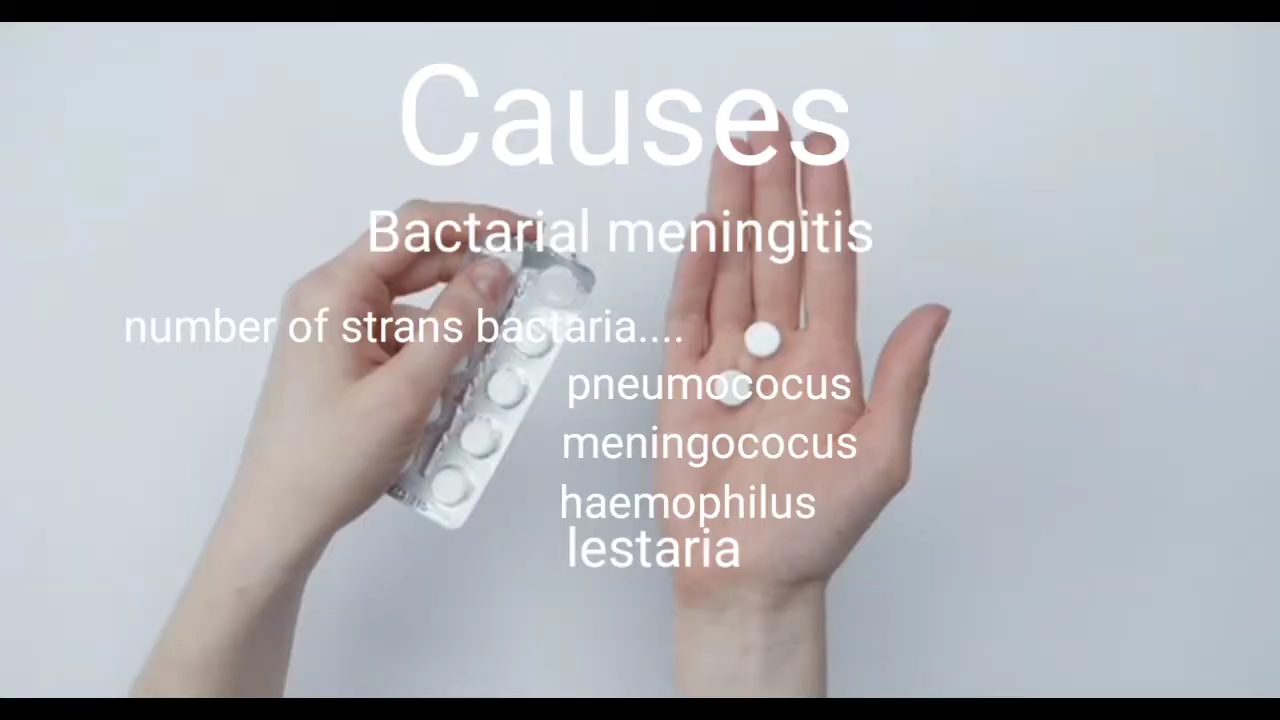 Causes
Bactarial meningitis
number of strans bactaria....
pneumococus
meningococus
haemophilus
lestaria